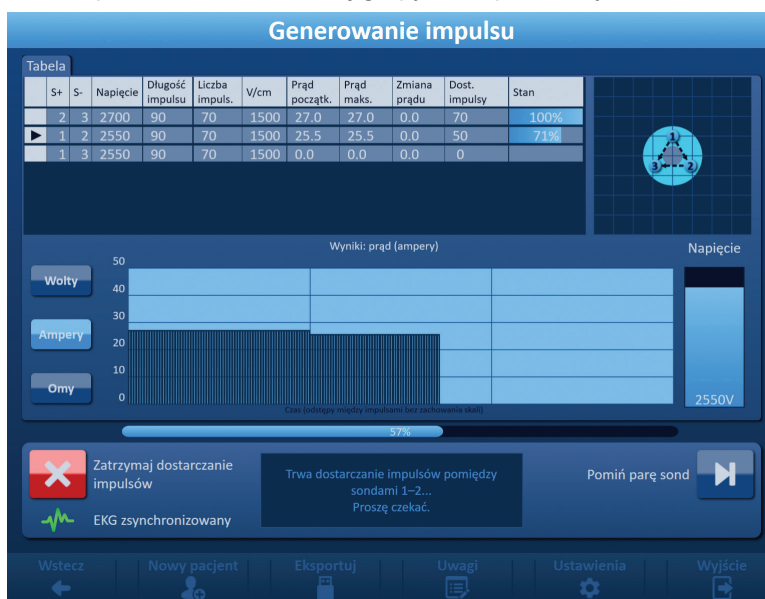 Generowanie impulsu
Tabela
S+ S- Napięcie Długość impulsu Liczba impuls. V/cm Prąd początk. Prąd maks. Zmiana prądu Dost. impulsy Stan
2 3 2700 90 70 1500 27.0 27.0 0.0 70 100%
1 2 2550 90 70 1500 25.5 25.5 0.0 50 71%
1 3 2550 90 70 1500 0.0 0.0 0.0 0
1
3 2
Wyniki: prąd (ampery)
Napięcie
Wolty
Ampery
Omy
50
40
30
20
10
0
2550V
Czas (odstępy między impulsami bez zachowania skali)
57%
Zatrzymaj dostarczanie
impulsów
EKG zsynchronizowany
Trwa dostarczanie impulsów pomiędzy
sondami 1–2...
Proszę czekać.
Pomiń parę sond
Wstecz Nowy pacjent Eksportuj Uwagi Ustawienia Wyjście